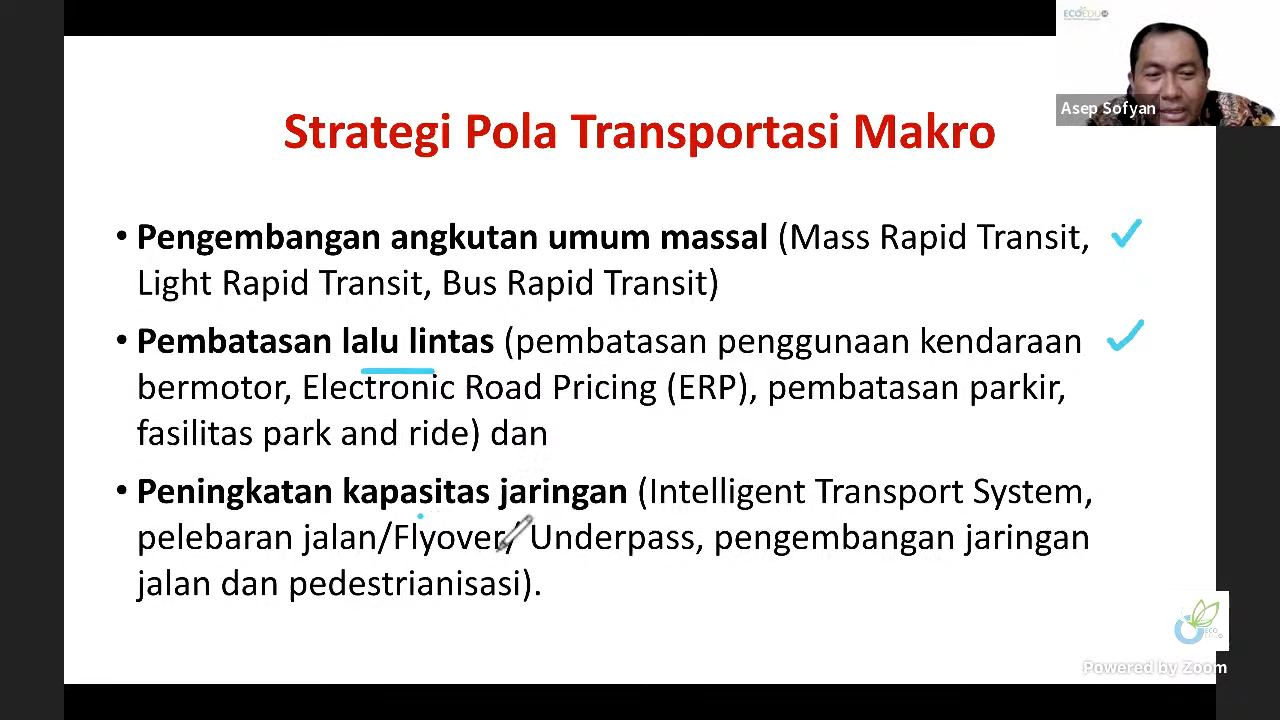 ECOEDU
Asep Sofyan
Strategi Pola Transportasi Makro
• Pengembangan angkutan umum massal (Mass Rapid Transit,
Light Rapid Transit, Bus Rapid Transit)
• Pembatasan lalu lintas (pembatasan penggunaan kendaraan
bermotor, Electronic Road Pricing (ERP), pembatasan parkir,
fasilitas park and ride) dan
• Peningkatan kapasitas jaringan (Intelligent Transport System,
pelebaran jalan/Flyover/ Underpass, pengembangan jaringan
jalan dan pedestrianisasi).
ECO
Powered by Zoom